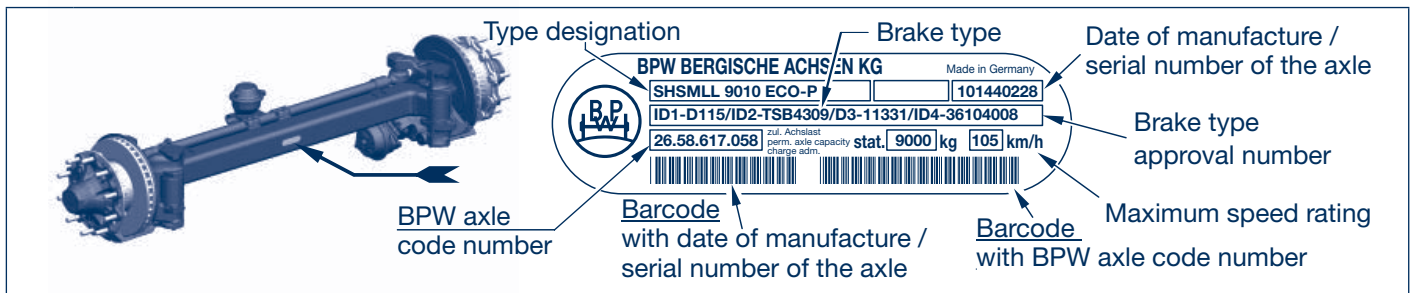 Type designation
Brake type
Date of manufacture /
serial number of the axle
BPW BERGISCHE ACHSEN KG
Made in Germany
SHSMLL 9010 ECO-P
101440228
BPW
ID1-D115/ID2-TSB4309/D3-11331/ID4-36104008
26.58.617.058
zul. Achslast
perm. axle capacity
charge adm.
stat. 9000 kg 105 km/h
Brake type
approval number
BPW axle
code number
Barcode
with date of manufacture /
serial number of the axle
Barcode
with BPW axle code number
Maximum speed rating